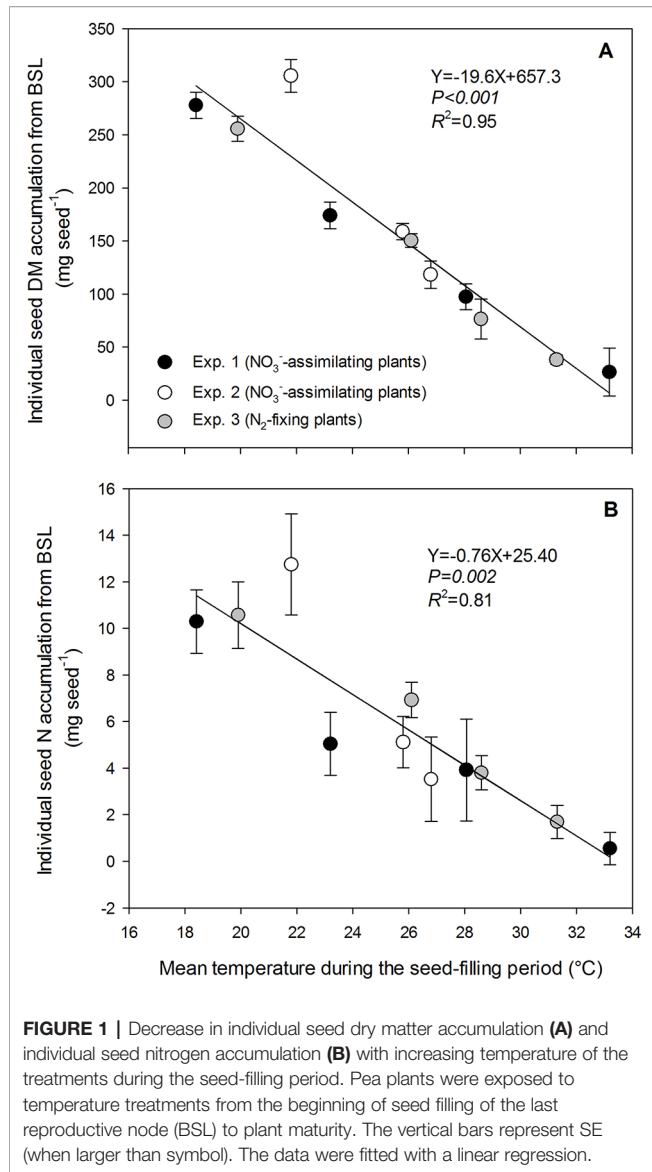 350
300
250
200
150
100
50
0
Individual seed DM accumulation from BSL
(mg seed⁻¹)
A
Y=-19.6X+657.3
P<0.001
R²=0.95
Exp. 1 (NO₃⁻-assimilating plants)
Exp. 2 (NO₃⁻-assimilating plants)
Exp. 3 (N₂-fixing plants)
16
14
12
10
8
6
4
2
0
-2
Individual seed N accumulation from BSL
(mg seed⁻¹)
B
Y=-0.76X+25.40
P=0.002
R²=0.81
16 18 20 22 24 26 28 30 32 34
Mean temperature during the seed-filling period (°C)
FIGURE 1 | Decrease in individual seed dry matter accumulation (A) and
individual seed nitrogen accumulation (B) with increasing temperature of the
treatments during the seed-filling period. Pea plants were exposed to
temperature treatments from the beginning of seed filling of the last
reproductive node (BSL) to plant maturity. The vertical bars represent SE
(when larger than symbol). The data were fitted with a linear regression.